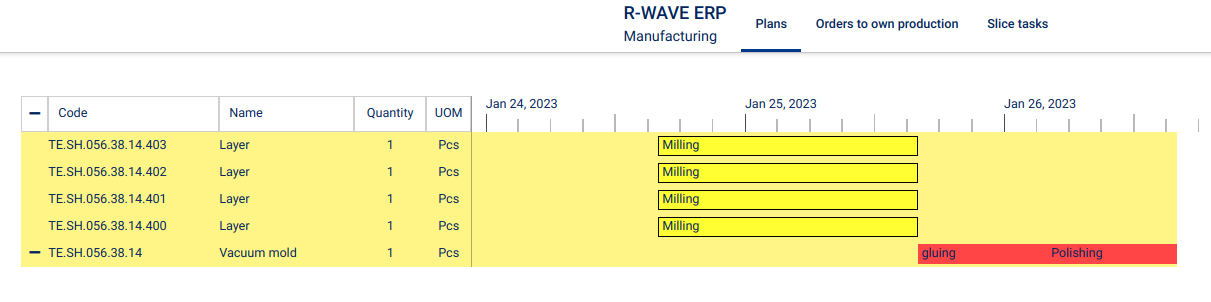 R-WAVE ERP
Manufacturing
Plans Orders to own production Slice tasks
Code Name Quantity UOM Jan 24, 2023 Jan 25, 2023 Jan 26, 2023
TE.SH.056.38.14.403 Layer 1 Pcs Milling
TE.SH.056.38.14.402 Layer 1 Pcs Milling
TE.SH.056.38.14.401 Layer 1 Pcs Milling
TE.SH.056.38.14.400 Layer 1 Pcs Milling
TE.SH.056.38.14 Vacuum mold 1 Pcs gluing Polishing